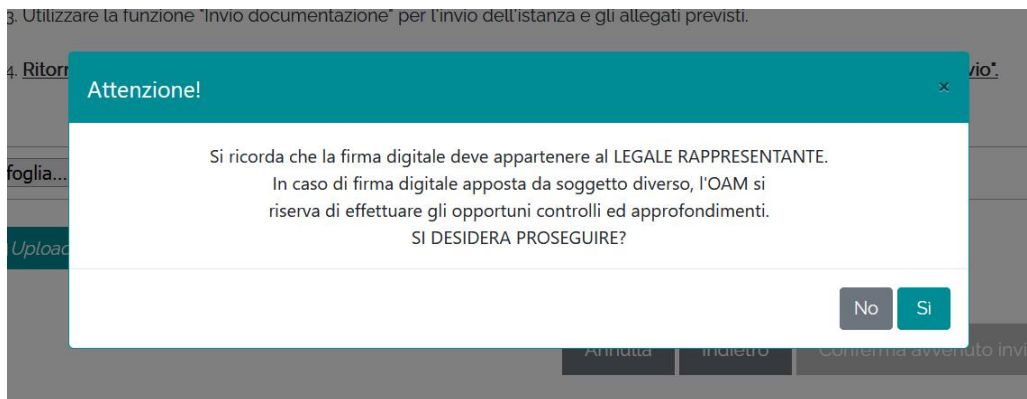 3. Utilizzare la funzione "Invio documentazione" per l'invio dell'istanza e gli allegati previsti.
4. Ritorr vio".
Attenzione! ×
Si ricorda che la firma digitale deve appartenere al LEGALE RAPPRESENTANTE.
In caso di firma digitale apposta da soggetto diverso, l'OAM si
riserva di effettuare gli opportuni controlli ed approfondimenti.
SI DESIDERA PROSEGUIRE?
foglia...
Upload
No Sì
Annulla Indietro Conferma avvenuto invi